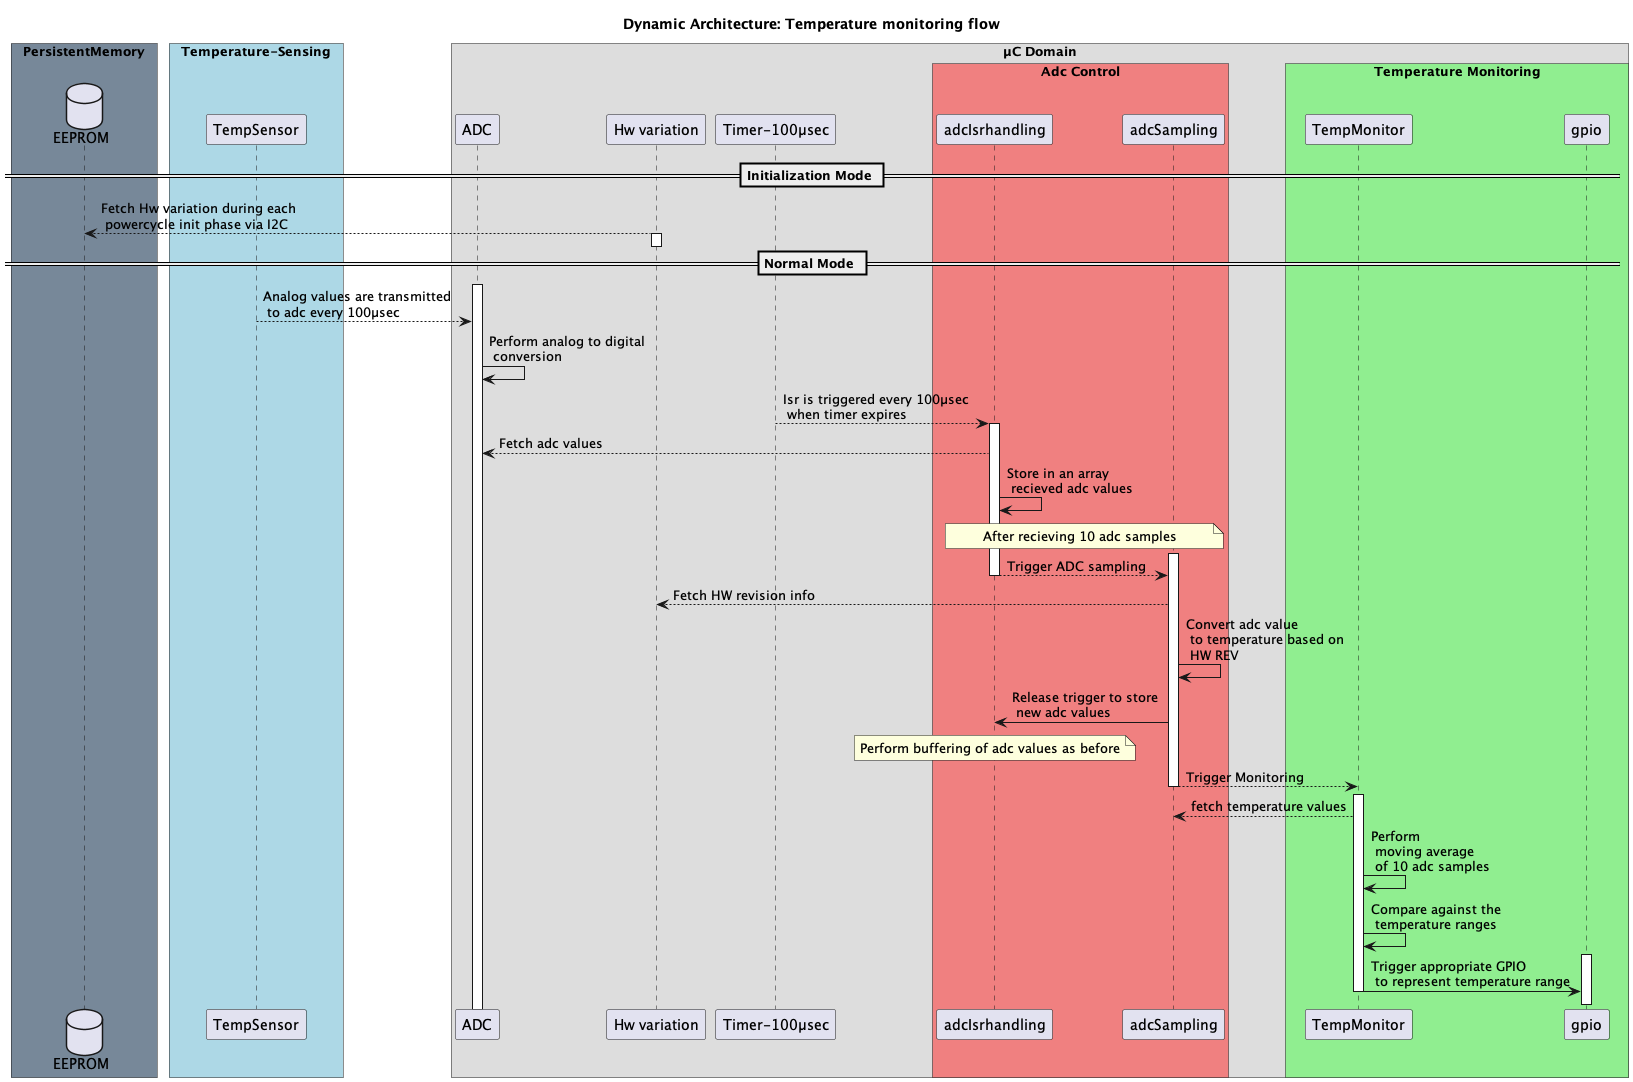 Dynamic Architecture: Temperature monitoring flow
PersistentMemory
Temperature-Sensing
µC Domain
Adc Control
Temperature Monitoring
EEPROM
TempSensor
ADC
Hw variation
Timer-100µsec
adcIsrhandling
adcSampling
TempMonitor
gpio
Initialization Mode
Fetch Hw variation during each
powercycle init phase via I2C
Normal Mode
Analog values are transmitted
to adc every 100µsec
Perform analog to digital
conversion
Isr is triggered every 100µsec
when timer expires
Fetch adc values
Store in an array
recieved adc values
After recieving 10 adc samples
Trigger ADC sampling
Fetch HW revision info
Convert adc value
to temperature based on
HW REV
Release trigger to store
new adc values
Perform buffering of adc values as before
Trigger Monitoring
fetch temperature values
Perform
moving average
of 10 adc samples
Compare against the
temperature ranges
Trigger appropriate GPIO
to represent temperature range
EEPROM
TempSensor
ADC
Hw variation
Timer-100µsec
adcIsrhandling
adcSampling
TempMonitor
gpio